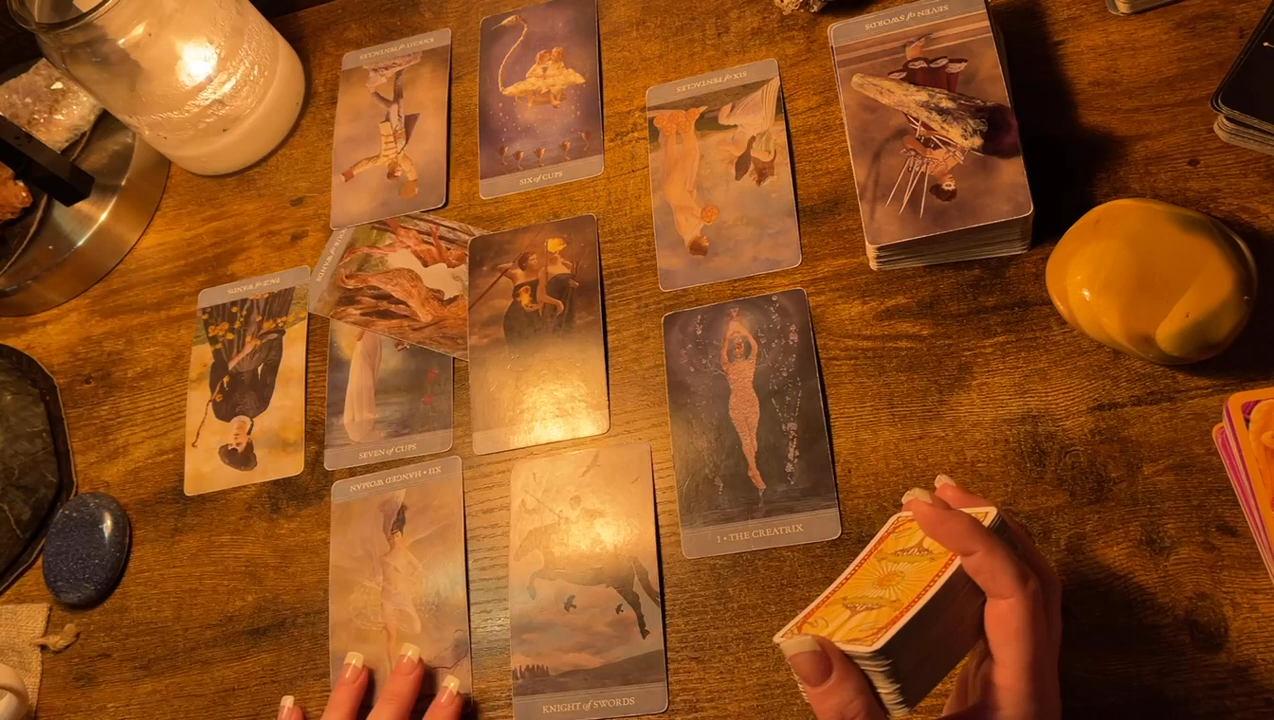 KNIGHT of PENTACLES
SIX of CUPS
SIX of PENTACLES
SEVEN of SWORDS
PAGE of WANDS
SEVEN of CUPS
XII • HANGED WOMAN
I • THE CREATRIX
KNIGHT of SWORDS